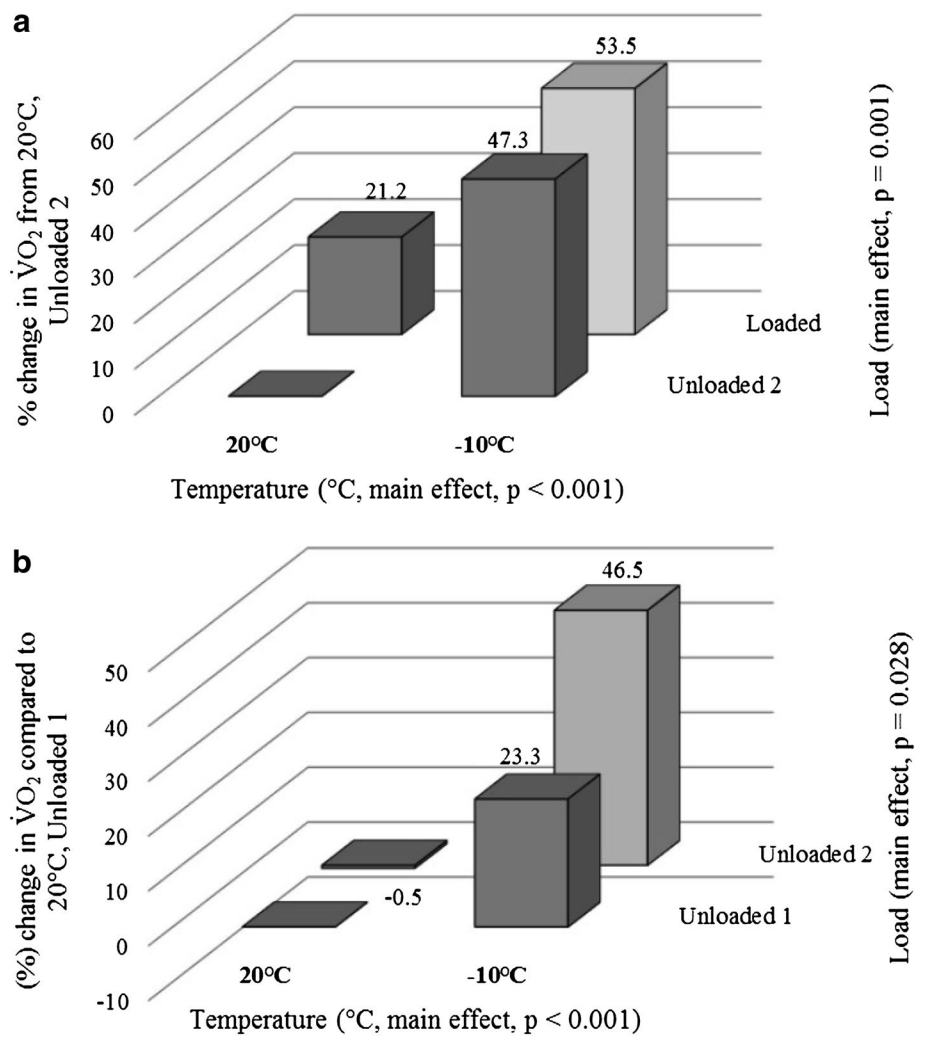 a
% change in V̇O₂ from 20°C,
Unloaded 2
60
50
40
30
20
10
0
53.5
47.3
21.2
Loaded
Unloaded 2
20°C
-10°C
Temperature (°C, main effect, p < 0.001)
Load (main effect, p = 0.001)
b
(%) change in V̇O₂ compared to
20°C, Unloaded 1
50
40
30
20
10
0
-10
46.5
23.3
-0.5
Unloaded 2
Unloaded 1
20°C
-10°C
Temperature (°C, main effect, p < 0.001)
Load (main effect, p = 0.028)